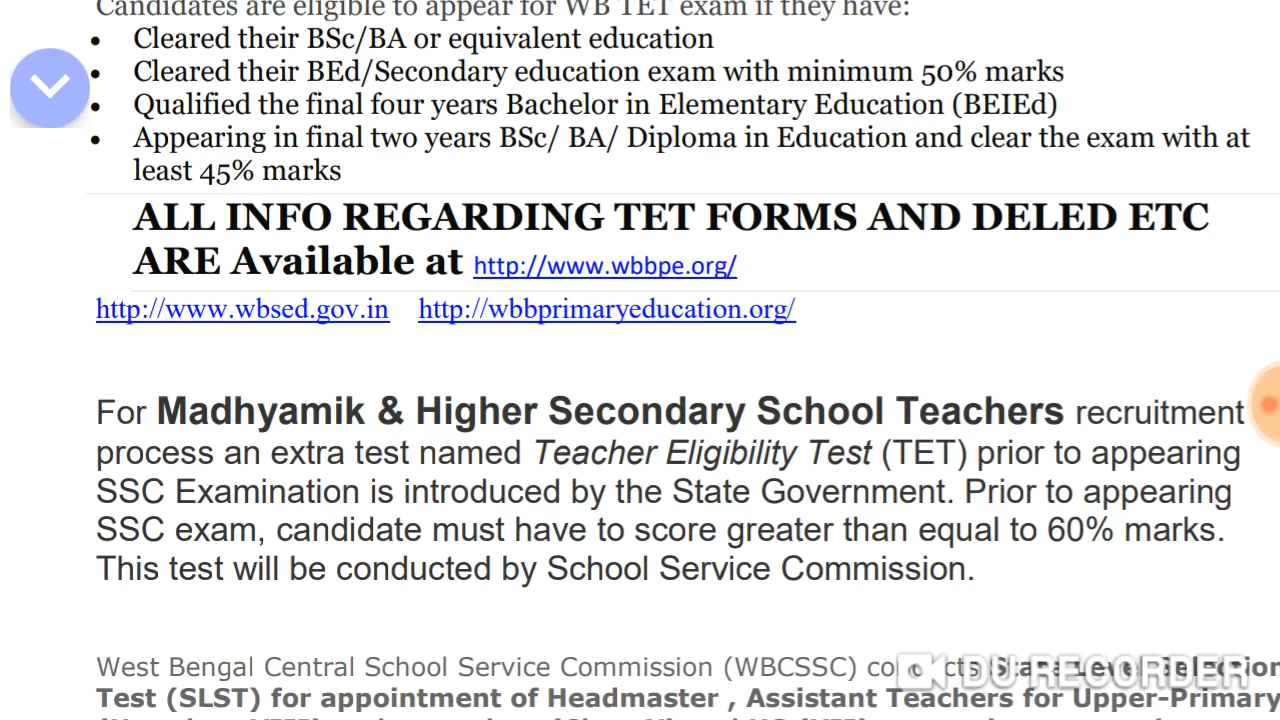 Candidates are eligible to appear for WB TET exam if they have:
• Cleared their BSc/BA or equivalent education
• Cleared their BEd/Secondary education exam with minimum 50% marks
• Qualified the final four years Bachelor in Elementary Education (BEIEd)
• Appearing in final two years BSc/ BA/ Diploma in Education and clear the exam with at
least 45% marks
ALL INFO REGARDING TET FORMS AND DELED ETC
ARE Available at http://www.wbbpe.org/
http://www.wbsed.gov.in http://wbbprimaryeducation.org/
For Madhyamik & Higher Secondary School Teachers recruitment
process an extra test named Teacher Eligibility Test (TET) prior to appearing
SSC Examination is introduced by the State Government. Prior to appearing
SSC exam, candidate must have to score greater than equal to 60% marks.
This test will be conducted by School Service Commission.
West Bengal Central School Service Commission (WBCSSC) conducts State Level Selection
DU RECORDER
Test (SLST) for appointment of Headmaster , Assistant Teachers for Upper-Primary